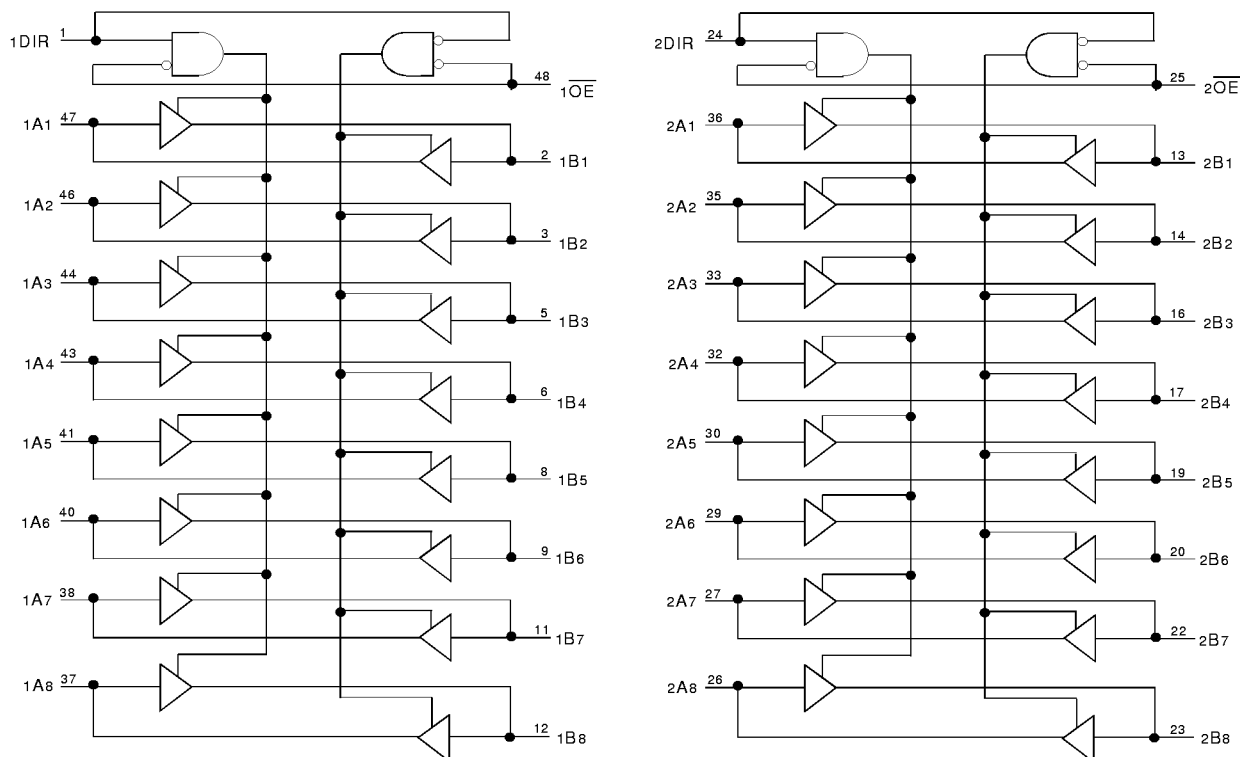 1DIR 1
48 1OE
1A1 47
2 1B1
1A2 46
3 1B2
1A3 44
5 1B3
1A4 43
6 1B4
1A5 41
8 1B5
1A6 40
9 1B6
1A7 38
11 1B7
1A8 37
12 1B8
2DIR 24
25 2OE
2A1 36
13 2B1
2A2 35
14 2B2
2A3 33
16 2B3
2A4 32
17 2B4
2A5 30
19 2B5
2A6 29
20 2B6
2A7 27
22 2B7
2A8 26
23 2B8